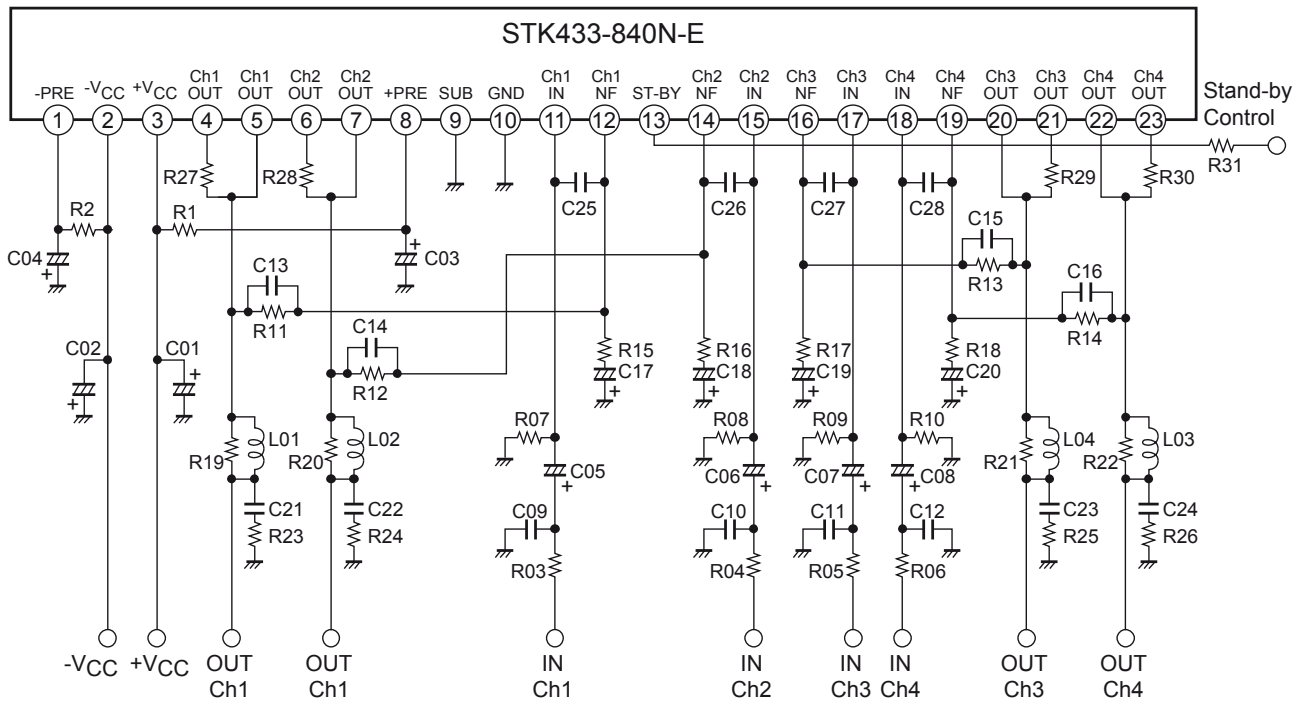 STK433-840N-E
-PRE -VCC +VCC Ch1 OUT Ch1 OUT Ch2 OUT Ch2 OUT +PRE SUB GND Ch1 IN Ch1 NF ST-BY Ch2 NF Ch2 IN Ch3 NF Ch3 IN Ch4 IN Ch4 NF Ch3 OUT Ch3 OUT Ch4 OUT Ch4 OUT
Stand-by
Control
1 2 3 4 5 6 7 8 9 10 11 12 13 14 15 16 17 18 19 20 21 22 23
R31
R27 R28 R29 R30
C25 C26 C27 C28
R2 R1 C15
C04 + + C03 R13
C13 C16
R11 R14
C14
C02 C01 R15 R16 R17 R18
+ + R12 C17 C18 C19 C20
+ + + +
R07 R08 R09 R10
R19 L01 R20 L02 R21 L04 R22 L03
C05 C06 C07 C08
+ + + +
C21 C22 C09 C10 C11 C12 C23 C24
R23 R24 R25 R26
R03 R04 R05 R06
-VCC +VCC OUT OUT IN IN IN IN OUT OUT
Ch1 Ch1 Ch1 Ch2 Ch3 Ch4 Ch3 Ch4